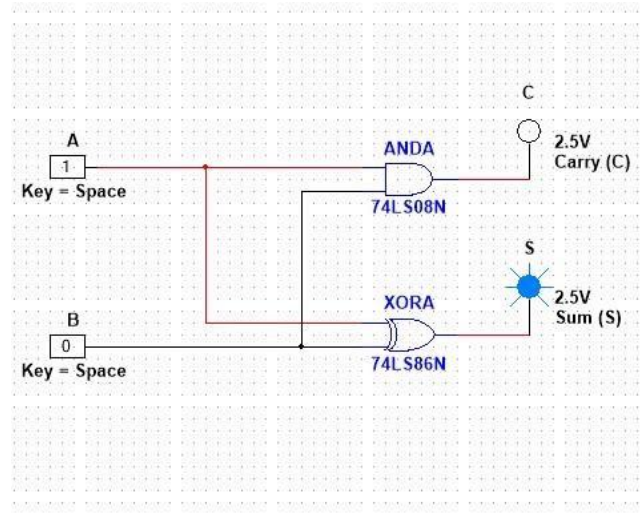 C
A
ANDA
2.5V
1
Carry (C)
Key = Space
74LS08N
S
B
XORA
2.5V
0
Sum (S)
Key = Space
74LS86N